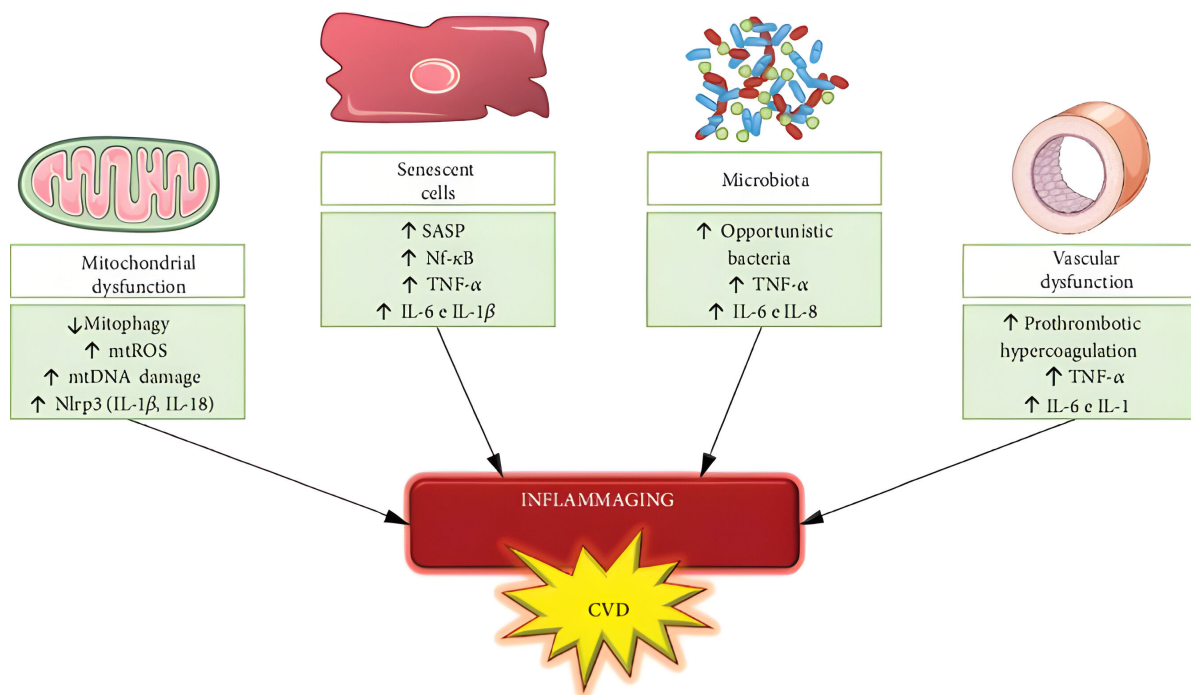 Senescent
cells
↑ SASP
↑ Nf-κB
↑ TNF-α
↑ IL-6 e IL-1β
Microbiota
↑ Opportunistic
bacteria
↑ TNF-α
↑ IL-6 e IL-8
Mitochondrial
dysfunction
↓Mitophagy
↑ mtROS
↑ mtDNA damage
↑ Nlrp3 (IL-1β, IL-18)
Vascular
dysfunction
↑ Prothrombotic
hypercoagulation
↑ TNF-α
↑ IL-6 e IL-1
INFLAMMAGING
CVD